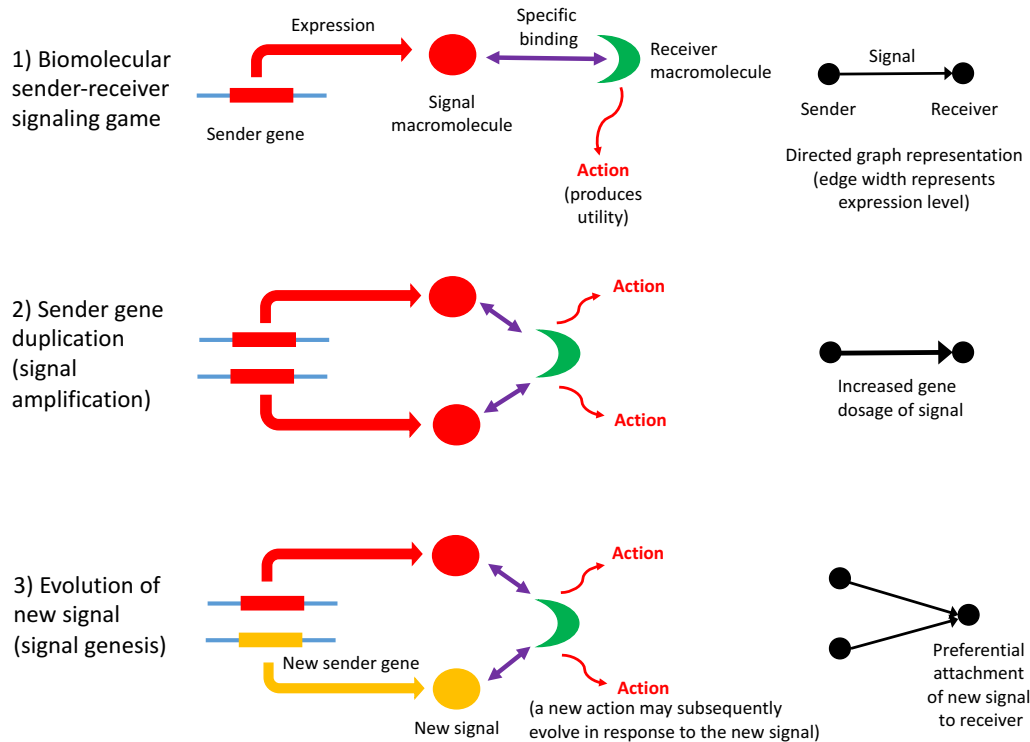 1) Biomolecular
sender-receiver
signaling game
Expression
Sender gene
Signal
macromolecule
Specific
binding
Receiver
macromolecule
Action
(produces
utility)
Signal
Sender
Receiver
Directed graph representation
(edge width represents
expression level)
2) Sender gene
duplication
(signal
amplification)
Action
Action
Increased gene
dosage of signal
3) Evolution of
new signal
(signal genesis)
New sender gene
New signal
Action
Action
(a new action may subsequently
evolve in response to the new signal)
Preferential
attachment
of new signal
to receiver